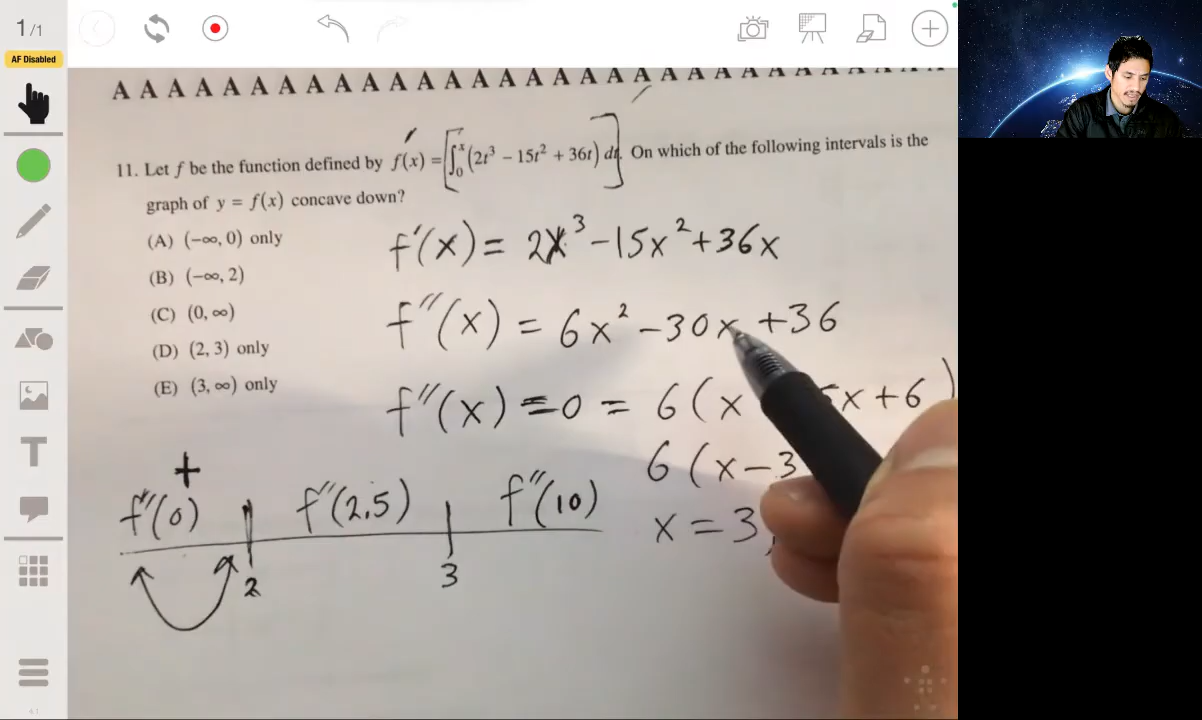 1/1
AF Disabled
A A A A A A A A A A A A A A A A A A A A A A A A A A A A A A A
11. Let f be the function defined by f(x) = ∫₀ˣ (2t³ − 15t² + 36t) dt. On which of the following intervals is the
graph of y = f(x) concave down?
(A) (−∞, 0) only
(B) (−∞, 2)
(C) (0, ∞)
(D) (2, 3) only
(E) (3, ∞) only
f'(x) = 2x³ − 15x² + 36x
f''(x) = 6x² − 30x + 36
f''(x) = 0 = 6(x x + 6)
6(x − 3
x = 3,
+
f''(0) f''(2.5) f''(10)
2 3
T